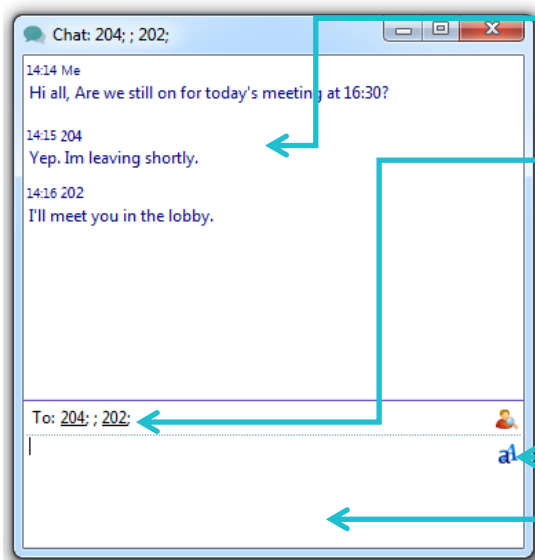 Chat: 204; ; 202;
14:14 Me
Hi all, Are we still on for today's meeting at 16:30?
14:15 204
Yep. Im leaving shortly.
14:16 202
I'll meet you in the lobby.
To: 204; ; 202;
a1